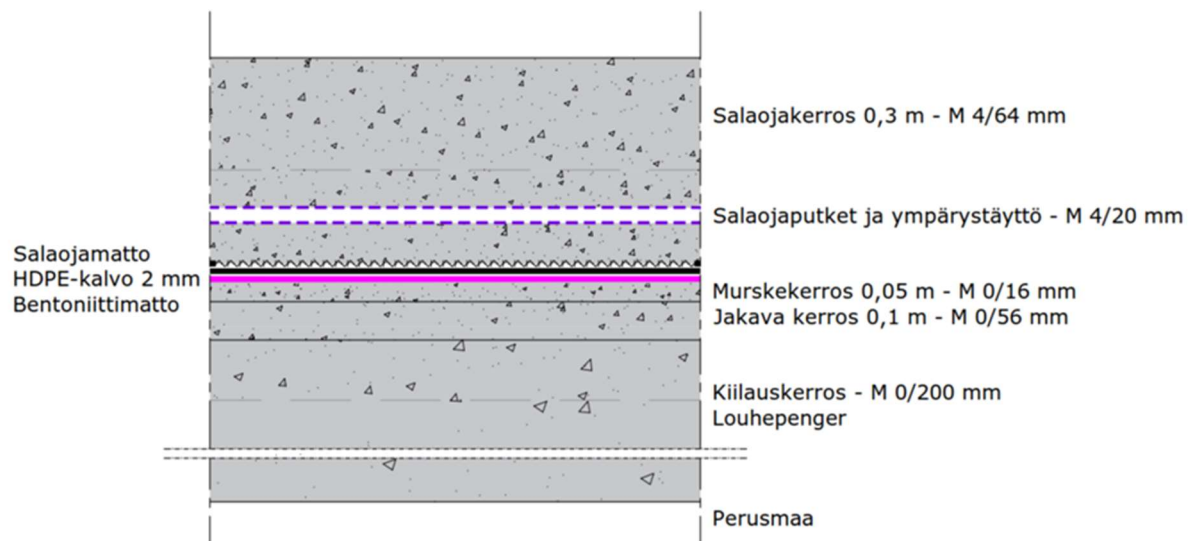 Salaojakerros 0,3 m - M 4/64 mm
Salaojaputket ja ympärystäyttö - M 4/20 mm
Salaojamatto
HDPE-kalvo 2 mm
Bentoniittimatto
Murskekerros 0,05 m - M 0/16 mm
Jakava kerros 0,1 m - M 0/56 mm
Kiilauskerros - M 0/200 mm
Louhepenger
Perusmaa